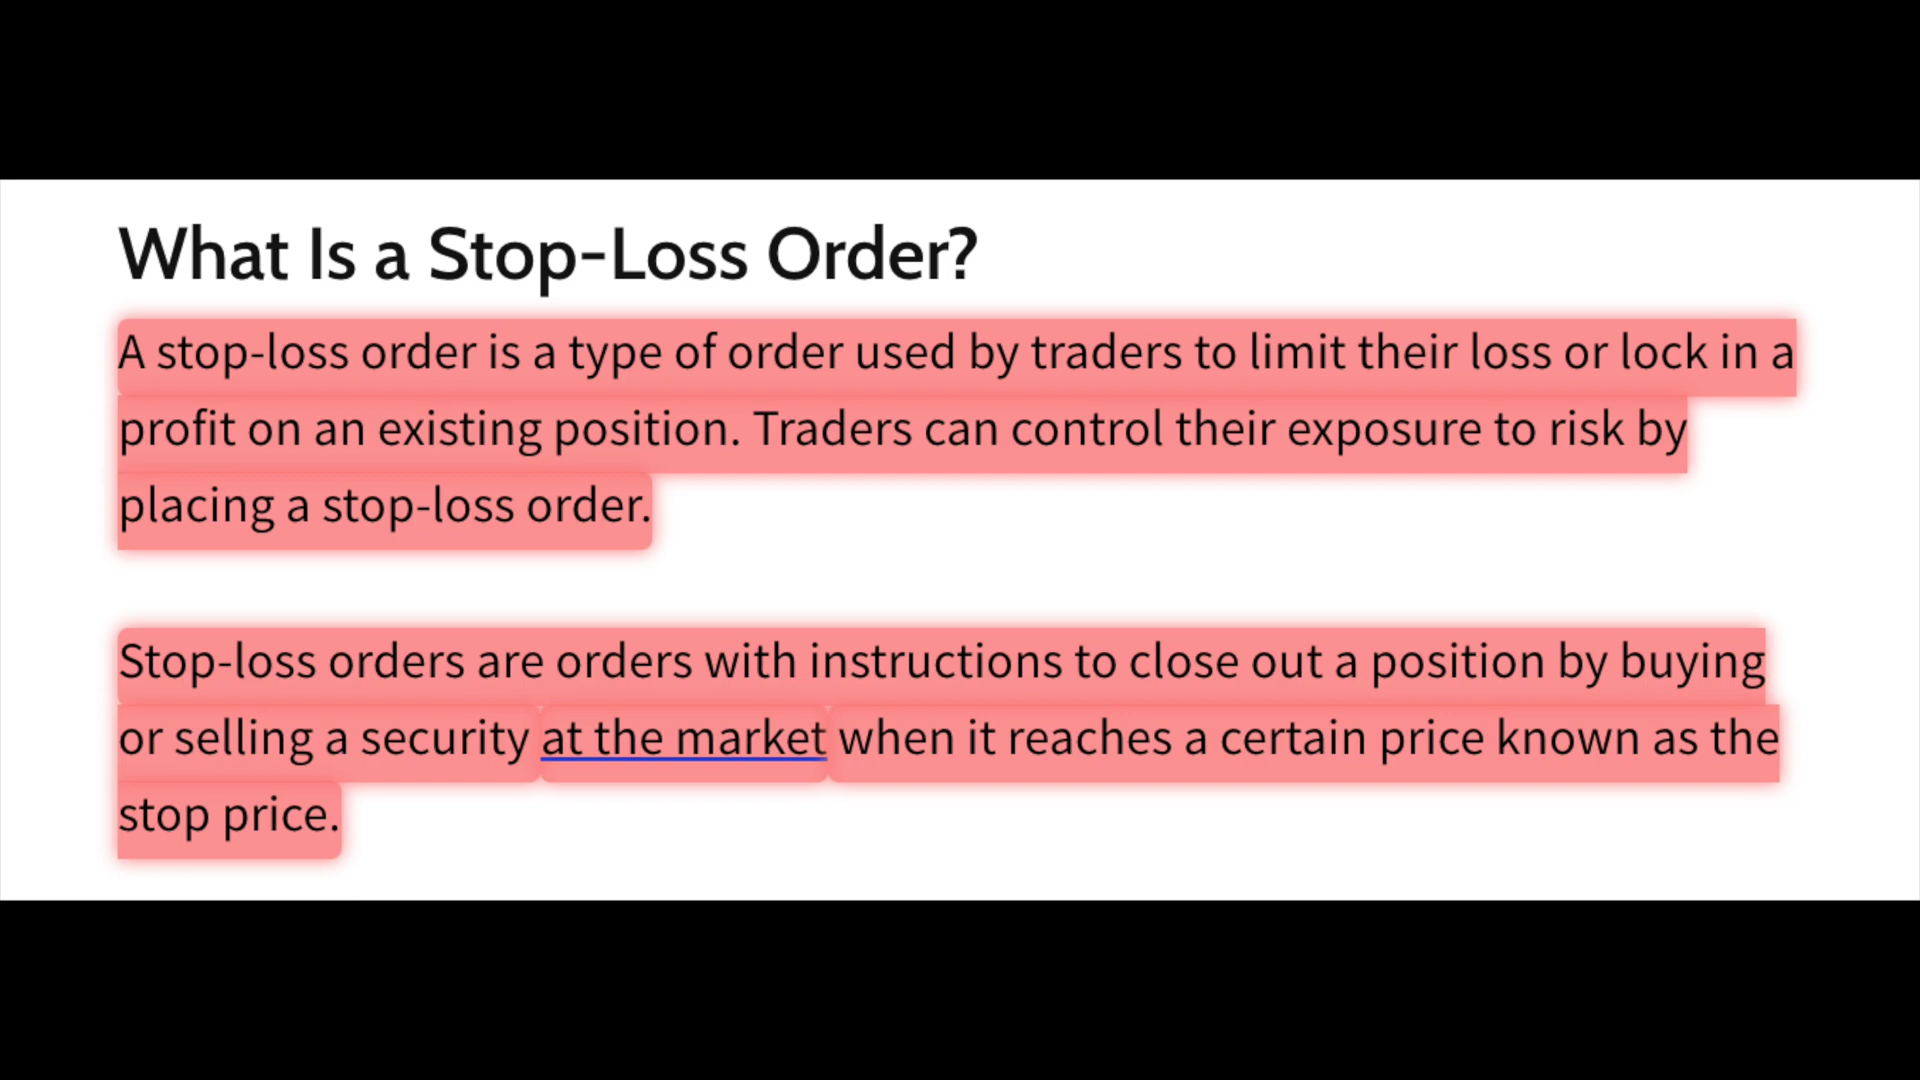 What Is a Stop-Loss Order?
A stop-loss order is a type of order used by traders to limit their loss or lock in a
profit on an existing position. Traders can control their exposure to risk by
placing a stop-loss order.
Stop-loss orders are orders with instructions to close out a position by buying
or selling a security at the market when it reaches a certain price known as the
stop price.